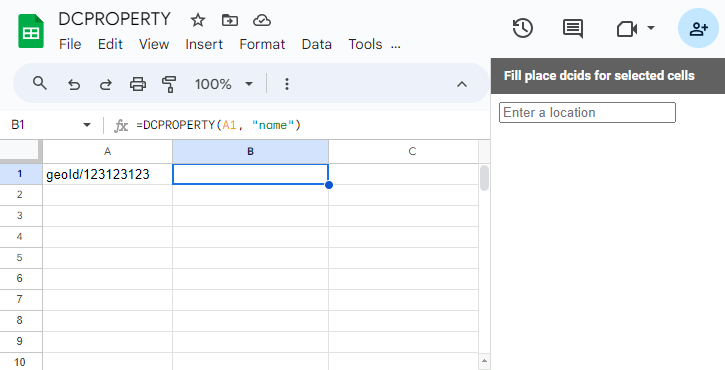 DCPROPERTY
File Edit View Insert Format Data Tools ...
100%
Fill place dcids for selected cells
Enter a location
B1 fx =DCPROPERTY(A1, "name")
A B C
1 geoId/123123123
2
3
4
5
6
7
8
9
10